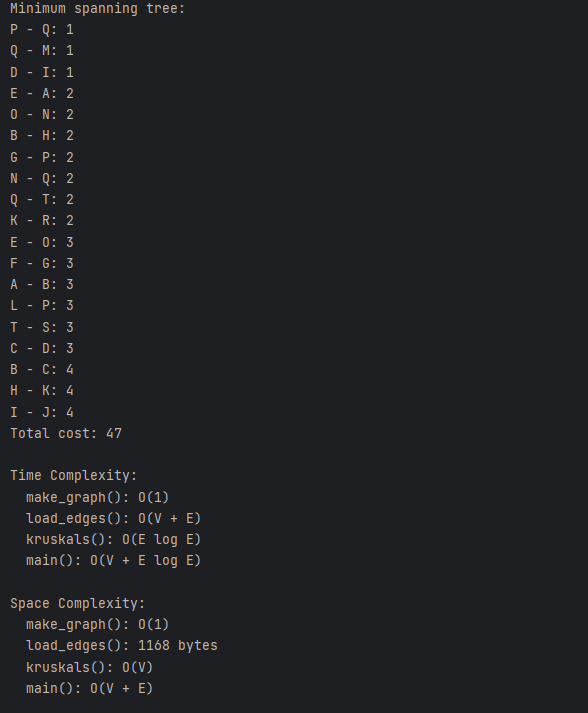 Minimum spanning tree:
P - Q: 1
Q - M: 1
D - I: 1
E - A: 2
O - N: 2
B - H: 2
G - P: 2
N - Q: 2
Q - T: 2
K - R: 2
E - O: 3
F - G: 3
A - B: 3
L - P: 3
T - S: 3
C - D: 3
B - C: 4
H - K: 4
I - J: 4
Total cost: 47

Time Complexity:
  make_graph(): O(1)
  load_edges(): O(V + E)
  kruskals(): O(E log E)
  main(): O(V + E log E)

Space Complexity:
  make_graph(): O(1)
  load_edges(): 1168 bytes
  kruskals(): O(V)
  main(): O(V + E)